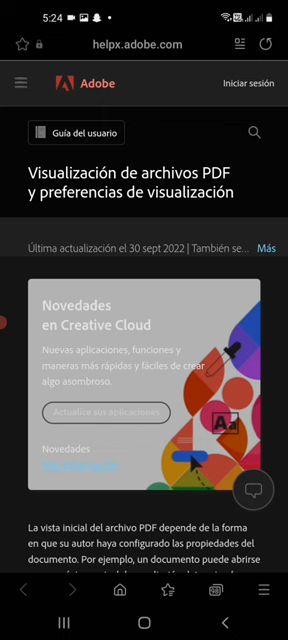 5:24
helpx.adobe.com
Adobe
Iniciar sesión
Guía del usuario
Visualización de archivos PDF
y preferencias de visualización
Última actualización el 30 sept 2022 | También se... Más
Novedades
en Creative Cloud
Nuevas aplicaciones, funciones y
maneras más rápidas y fáciles de crear
algo asombroso.
Actualice sus aplicaciones
Aa
Novedades
La vista inicial del archivo PDF depende de la forma
en que su autor haya configurado las propiedades del
documento. Por ejemplo, un documento puede abrirse